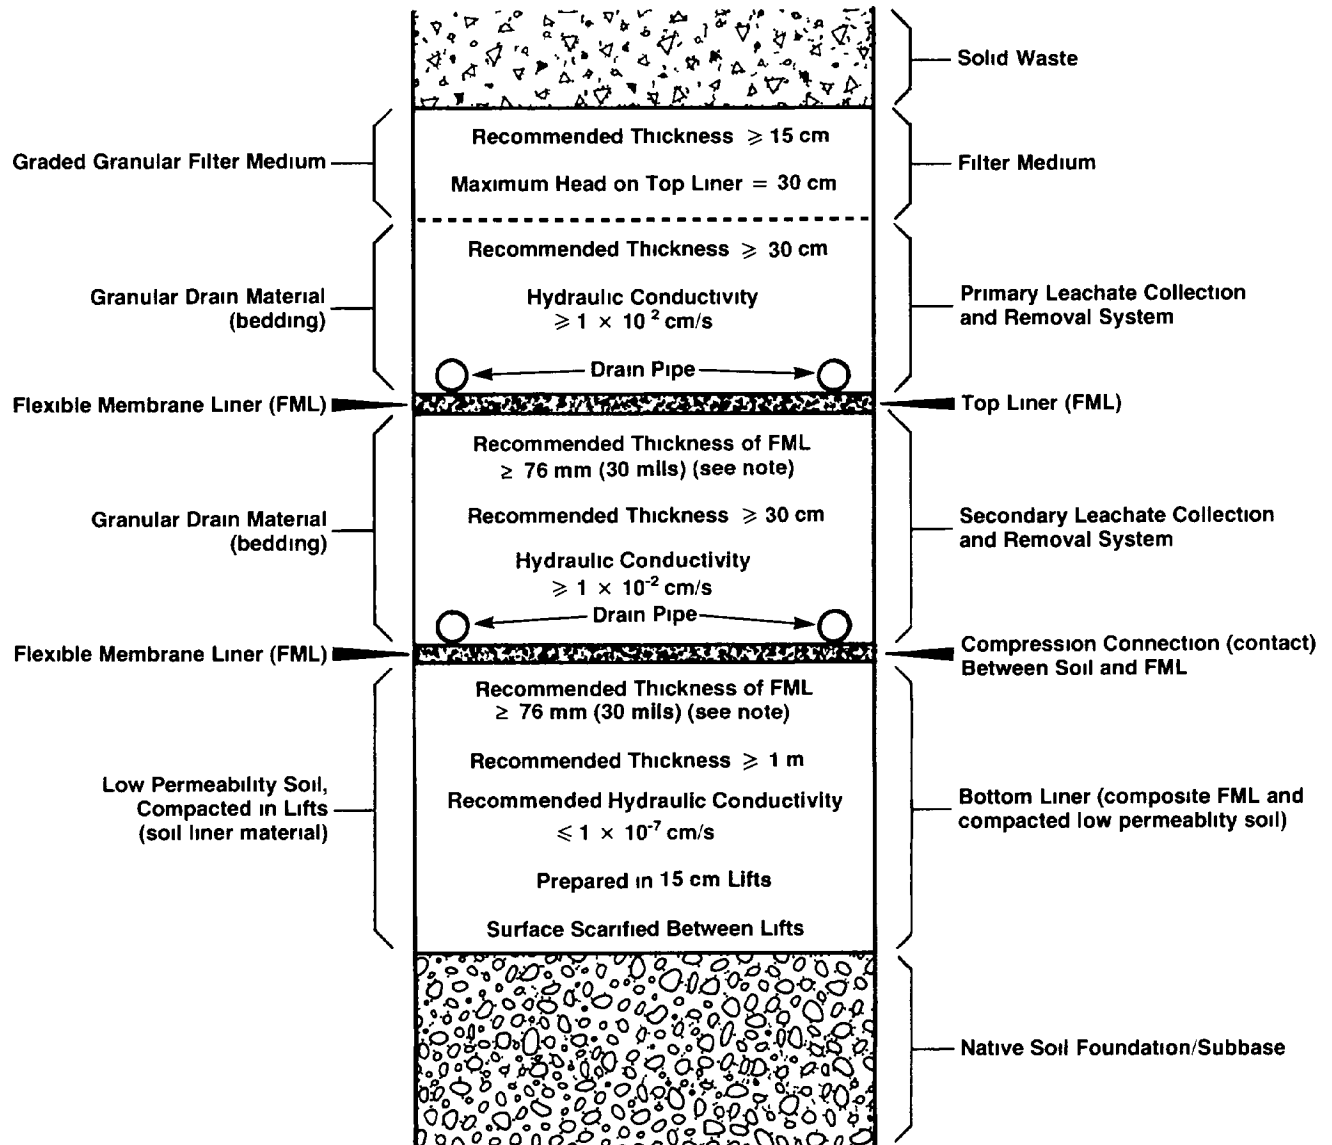 Solid Waste
Graded Granular Filter Medium
Recommended Thickness ⩾ 15 cm
Maximum Head on Top Liner = 30 cm
Filter Medium
Granular Drain Material
(bedding)
Recommended Thickness ⩾ 30 cm
Hydraulic Conductivity
⩾ 1 × 10 2 cm/s
Drain Pipe
Primary Leachate Collection
and Removal System
Flexible Membrane Liner (FML)
Top Liner (FML)
Granular Drain Material
(bedding)
Recommended Thickness of FML
≥ 76 mm (30 mils) (see note)
Recommended Thickness ⩾ 30 cm
Hydraulic Conductivity
⩾ 1 × 10-2 cm/s
Drain Pipe
Secondary Leachate Collection
and Removal System
Flexible Membrane Liner (FML)
Compression Connection (contact)
Between Soil and FML
Low Permeability Soil,
Compacted in Lifts
(soil liner material)
Recommended Thickness of FML
≥ 76 mm (30 mils) (see note)
Recommended Thickness ⩾ 1 m
Recommended Hydraulic Conductivity
⩽ 1 × 10-7 cm/s
Prepared in 15 cm Lifts
Surface Scarified Between Lifts
Bottom Liner (composite FML and
compacted low permeablity soil)
Native Soil Foundation/Subbase